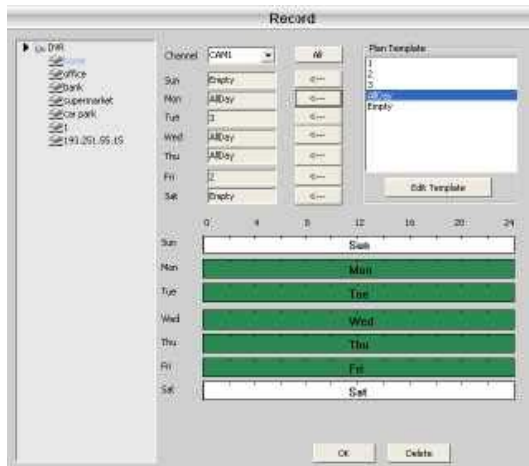 Record
DVR
home
office
bank
supermarket
car park
1
193.251.55.15
Channel CAM1 All
Sun Empty <---
Mon AllDay <---
Tue 3 <---
Wed AllDay <---
Thu AllDay <---
Fri 2 <---
Sat Empty <---
Plan Template
1
2
3
AllDay
Empty
Edit Template
0 4 8 12 16 20 24
Sun Sun
Mon Mon
Tue Tue
Wed Wed
Thu Thu
Fri Fri
Sat Sat
OK Delete